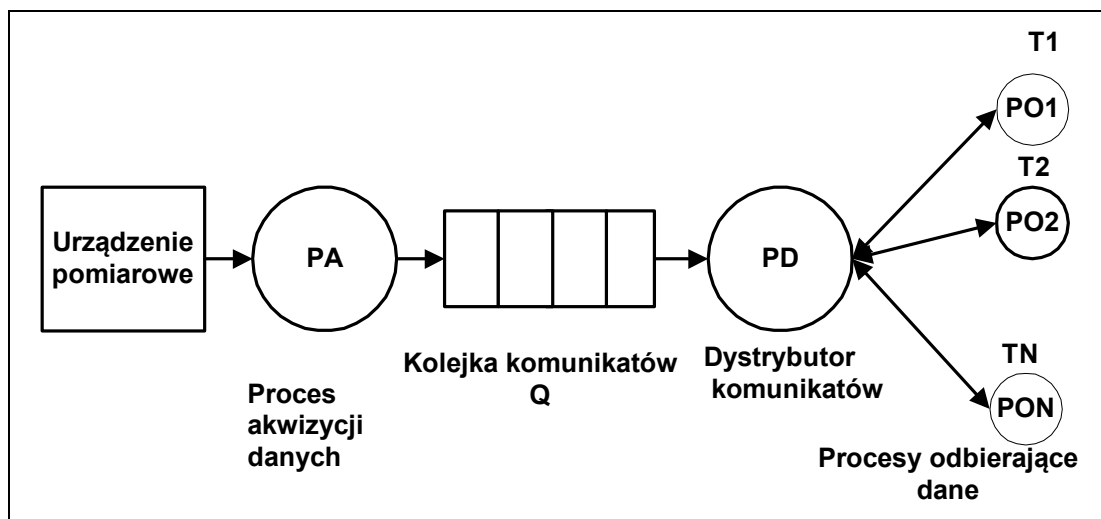 T1
PO1
T2
PO2
Urządzenie
pomiarowe
PA
PD
Kolejka komunikatów
Q
Dystrybutor
komunikatów
TN
PON
Proces
akwizycji
danych
Procesy odbierające
dane